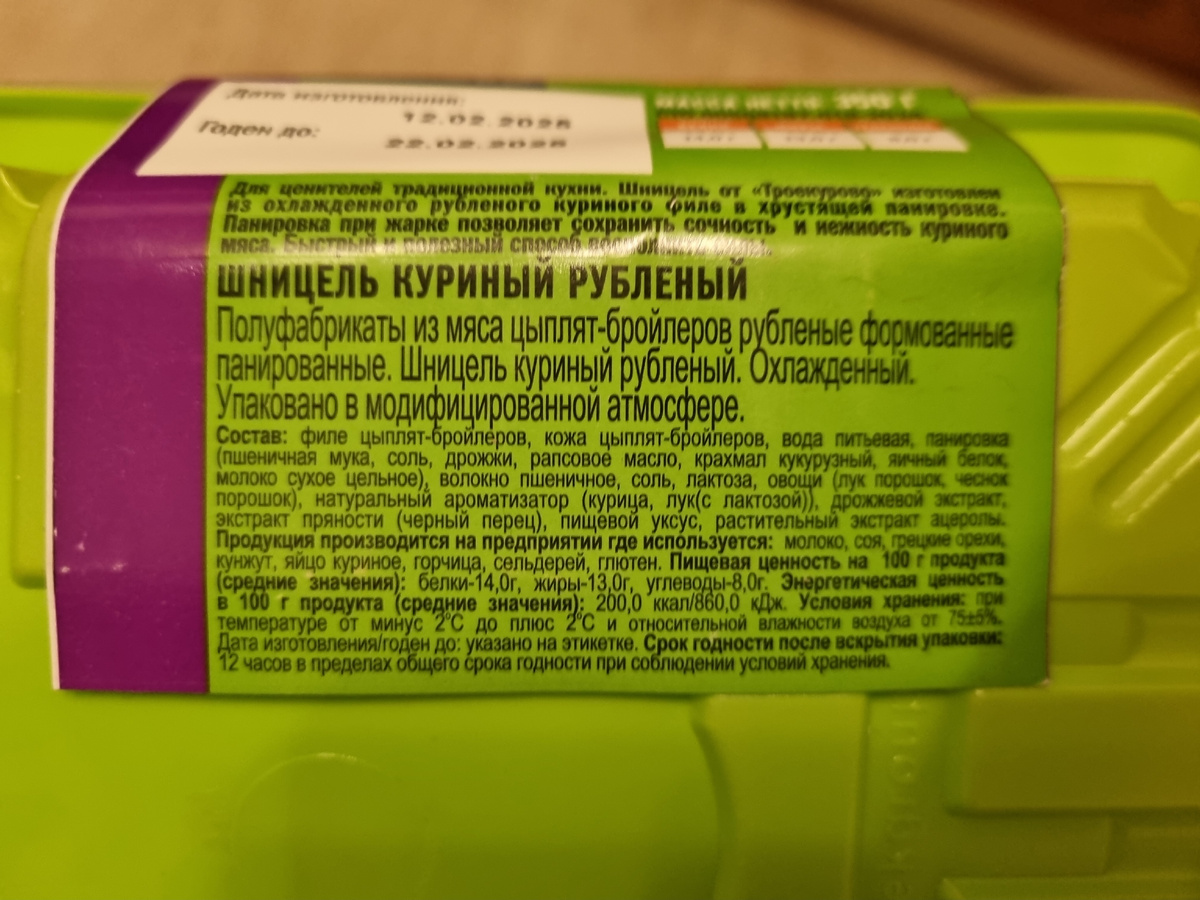 Дата изготовления:
12.02.2025
Годен до:
22.02.2025
МАССА НЕТТО 350 г
Для ценителей традиционной кухни. Шницель от «Троекурово» изготовлен
из охлажденного рубленого куриного филе в хрустящей панировке.
Панировка при жарке позволяет сохранить сочность и нежность куриного
мяса. Быстрый и полезный способ
ШНИЦЕЛЬ КУРИНЫЙ РУБЛЕНЫЙ
Полуфабрикаты из мяса цыплят-бройлеров рубленые формованные
панированные. Шницель куриный рубленый. Охлажденный.
Упаковано в модифицированной атмосфере.
Состав: филе цыплят-бройлеров, кожа цыплят-бройлеров, вода питьевая, панировка
(пшеничная мука, соль, дрожжи, рапсовое масло, крахмал кукурузный, яичный белок,
молоко сухое цельное), волокно пшеничное, соль, лактоза, овощи (лук порошок, чеснок
порошок), натуральный ароматизатор (курица, лук(с лактозой)), дрожжевой экстракт,
экстракт пряности (черный перец), пищевой уксус, растительный экстракт ацеролы.
Продукция производится на предприятии где используется: молоко, соя, грецкие орехи,
кунжут, яйцо куриное, горчица, сельдерей, глютен. Пищевая ценность на 100 г продукта
(средние значения): белки-14,0г, жиры-13,0г, углеводы-8,0г. Энергетическая ценность
в 100 г продукта (средние значения): 200,0 ккал/860,0 кДж. Условия хранения: при
температуре от минус 2°С до плюс 2°С и относительной влажности воздуха от 75±5%.
Дата изготовления/годен до: указано на этикетке. Срок годности после вскрытия упаковки:
12 часов в пределах общего срока годности при соблюдении условий хранения.